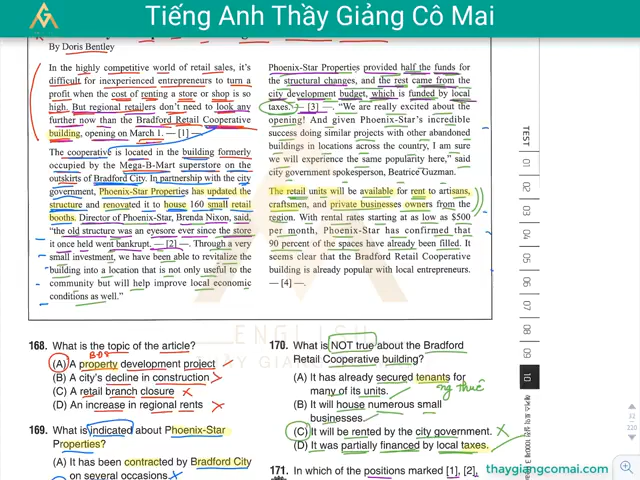 Tiếng Anh Thầy Giảng Cô Mai
By Doris Bentley
In the highly competitive world of retail sales, it's
difficult for inexperienced entrepreneurs to turn a
profit when the cost of renting a store or shop is so
high. But regional retailers don't need to look any
further now than the Bradford Retail Cooperative
building, opening on March 1. — [1] —
The cooperative is located in the building formerly
occupied by the Mega-B-Mart superstore on the
outskirts of Bradford City. In partnership with the city
government, Phoenix-Star Properties has updated the
structure and renovated it to house 160 small retail
booths. Director of Phoenix-Star, Brenda Nixon, said,
"the old structure was an eyesore ever since the store
it once held went bankrupt. — [2] — Through a very
small investment, we have been able to revitalize the
building into a location that is not only useful to the
community but will help improve local economic
conditions as well."
Phoenix-Star Properties provided half the funds for
the structural changes, and the rest came from the
city development budget, which is funded by local
taxes. — [3] —. "We are really excited about the
opening! And given Phoenix-Star's incredible
success doing similar projects with other abandoned
buildings in locations across the country, I am sure
we will experience the same popularity here," said
city government spokesperson, Beatrice Guzman.
The retail units will be available for rent to artisans,
craftsmen, and private businesses owners from the
region. With rental rates starting at as low as $500
per month, Phoenix-Star has confirmed that
90 percent of the spaces have already been filled. It
seems clear that the Bradford Retail Cooperative
building is already popular with local entrepreneurs.
— [4] —
ENGLISH
THẦY GIẢNG CÔ MAI
168. What is the topic of the article?
BĐS
(A) A property development project
(B) A city's decline in construction
(C) A retail branch closure
(D) An increase in regional rents
169. What is indicated about Phoenix-Star
Properties?
(A) It has been contracted by Bradford City
on several occasions.
170. What is NOT true about the Bradford
Retail Cooperative building?
(A) It has already secured tenants for
many of its units.
ng thuê
(B) It will house numerous small
businesses.
(C) It will be rented by the city government.
(D) It was partially financed by local taxes.
171. In which of the positions marked [1], [2],
TEST
01
02
03
04
05
06
07
08
09
10
32
220
thaygiangcomai.com